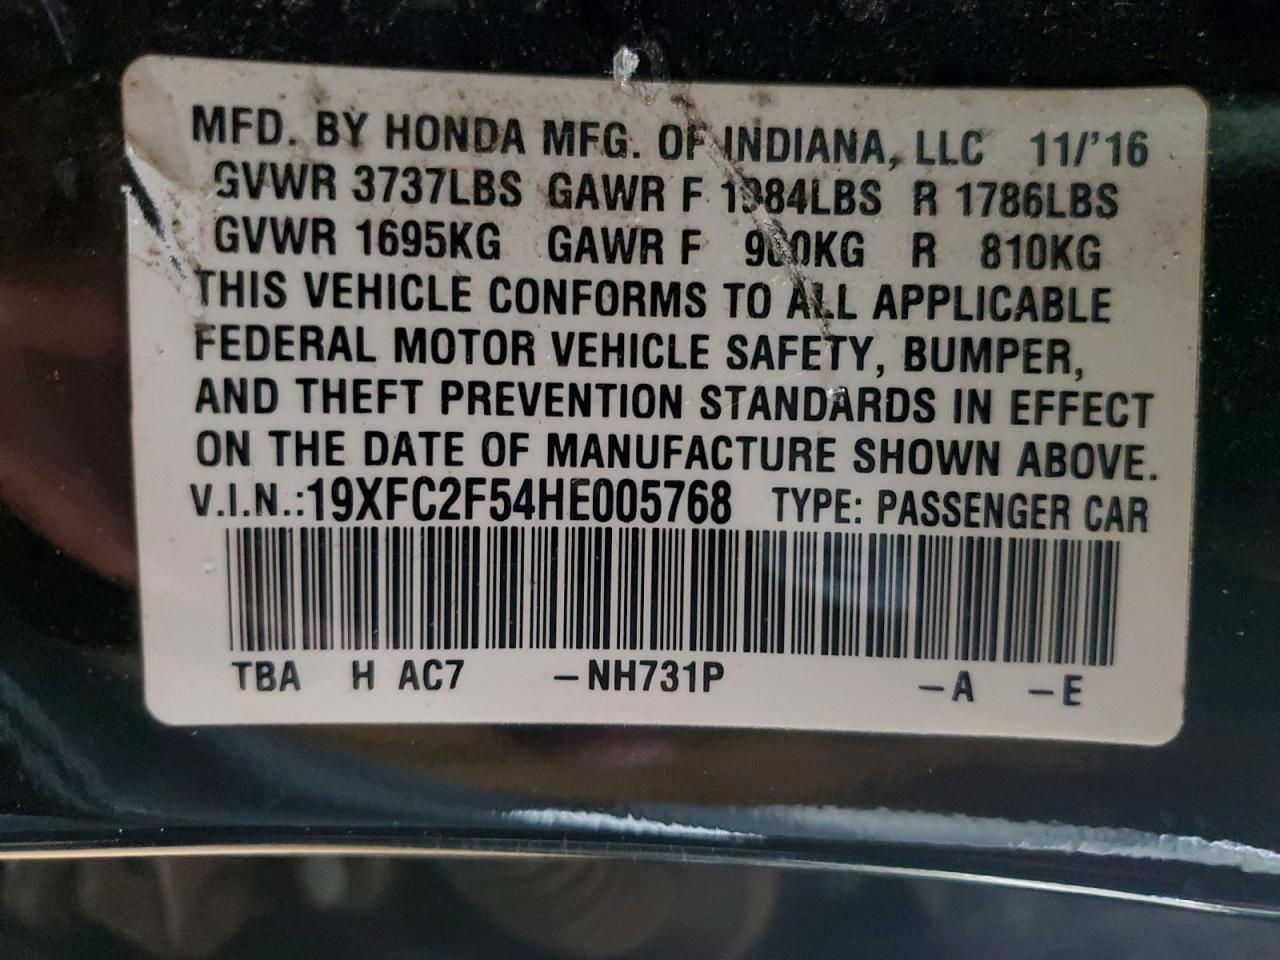 MFD. BY HONDA MFG. OF INDIANA, LLC 11/'16
GVWR 3737LBS GAWR F 1984LBS R 1786LBS
GVWR 1695KG GAWR F 900KG R 810KG
THIS VEHICLE CONFORMS TO ALL APPLICABLE
FEDERAL MOTOR VEHICLE SAFETY, BUMPER,
AND THEFT PREVENTION STANDARDS IN EFFECT
ON THE DATE OF MANUFACTURE SHOWN ABOVE.
V.I.N.:19XFC2F54HE005768 TYPE: PASSENGER CAR
TBA H AC7 –NH731P –A –E